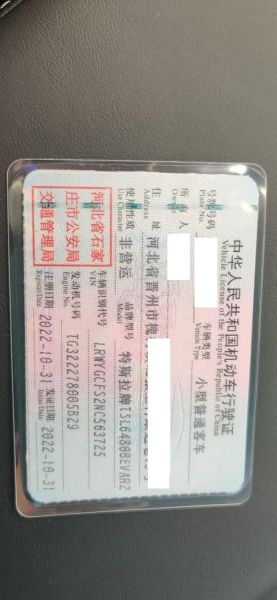 中华人民共和国机动车行驶证
Vehicle License of the People's Republic of China
号牌号码
Plate No.
车辆类型 小型普通客车
Vehicle Type
所有人
Owner
住址 河北省晋州市
Address
使用性质 非营运
Use Character
品牌型号 特斯拉牌TSL6480BEVAR2
Model
河北省石家
庄市公安局
交通管理局
车辆识别代号 LRWYGCFS2NC563725
VIN
发动机号码 TG322278005B29
Engine No.
注册日期 2022-10-31
Register Date
发证日期 2022-10-31
Issue Date